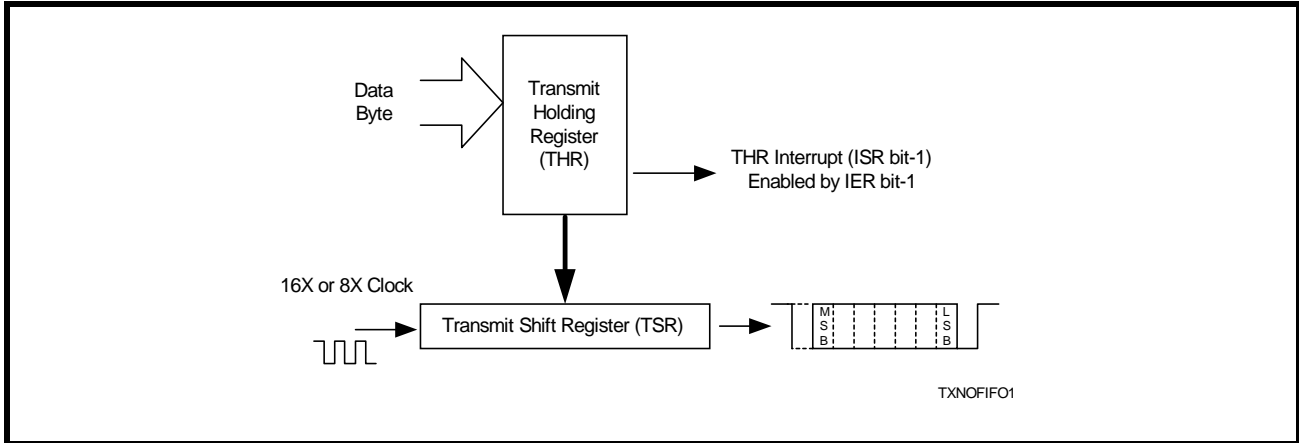 Data
Byte
Transmit
Holding
Register
(THR)
THR Interrupt (ISR bit-1)
Enabled by IER bit-1
16X or 8X Clock
Transmit Shift Register (TSR)
M
S
B
L
S
B
TXNOFIFO1